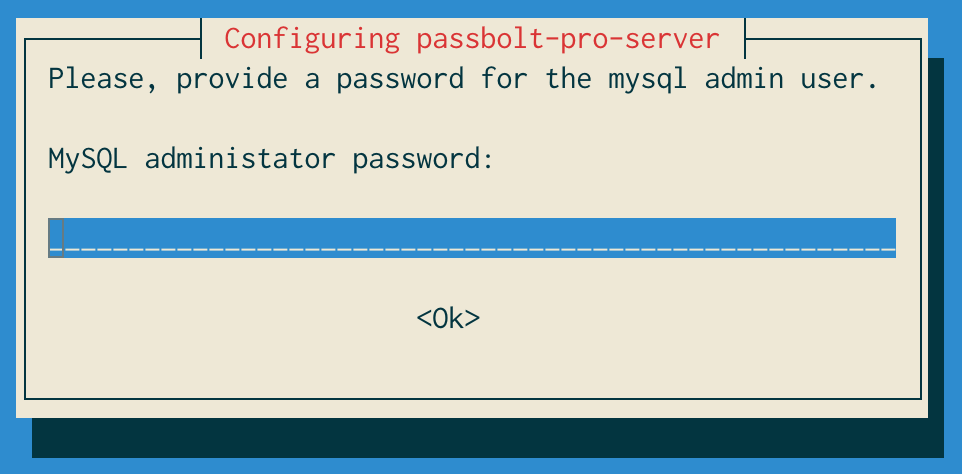 Configuring passbolt-pro-server
Please, provide a password for the mysql admin user.
MySQL administator password:
<Ok>